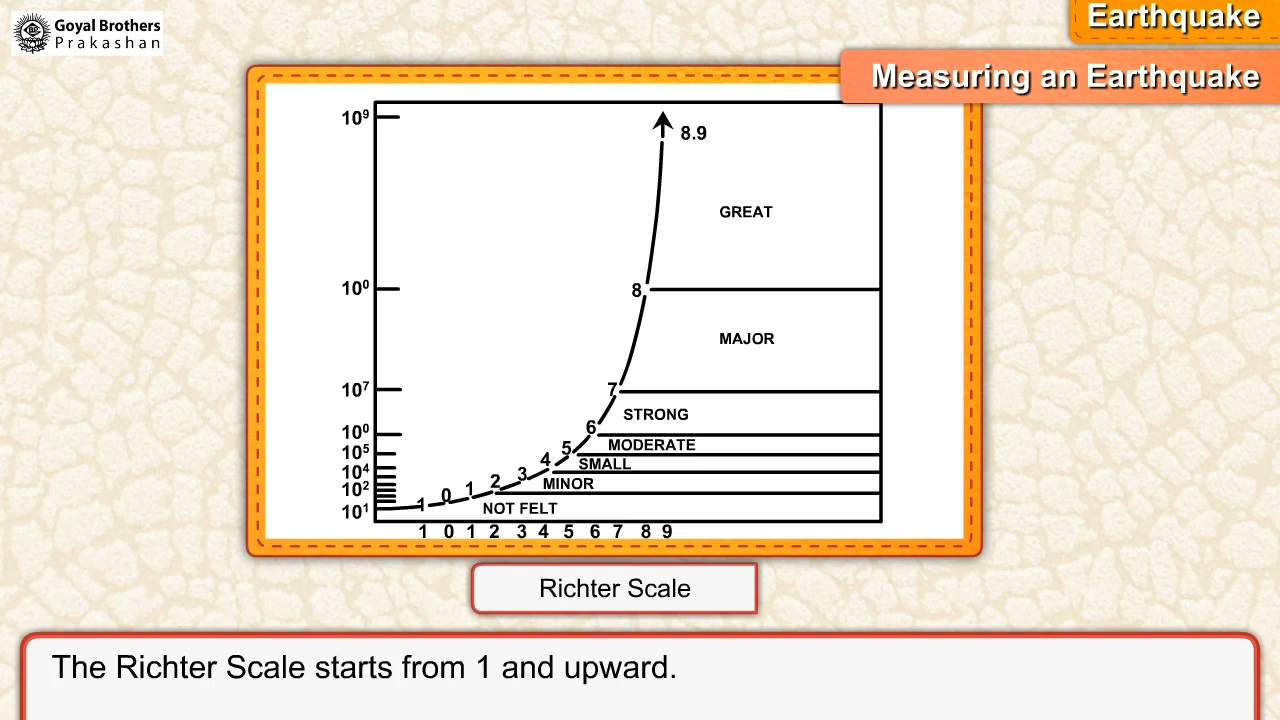 Goyal Brothers
Prakashan
Earthquake
Measuring an Earthquake
10⁹
8.9
GREAT
10⁰
8
MAJOR
10⁷
7
STRONG
10⁰
6
MODERATE
10⁵
5
SMALL
10⁴
4
MINOR
10²
3
2
1
0
1
NOT FELT
10¹
1 0 1 2 3 4 5 6 7 8 9
Richter Scale
The Richter Scale starts from 1 and upward.